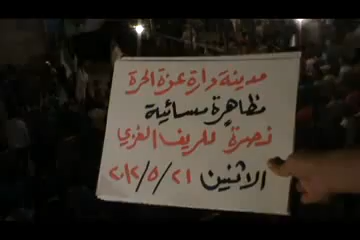 مدينة دارة عزة الحرة
مظاهرة مسائية
نصرة للريف الغربي
الاثنين ٢٠١٢/٥/٢١